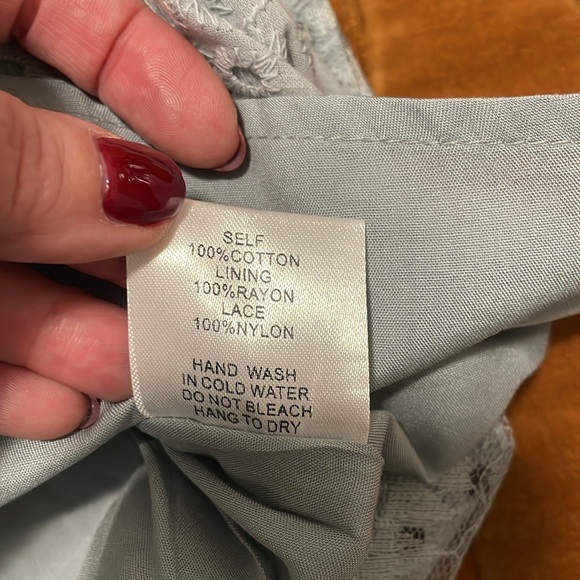 SELF
100%COTTON
LINING
100%RAYON
LACE
100%NYLON
HAND WASH
IN COLD WATER
DO NOT BLEACH
HANG TO DRY